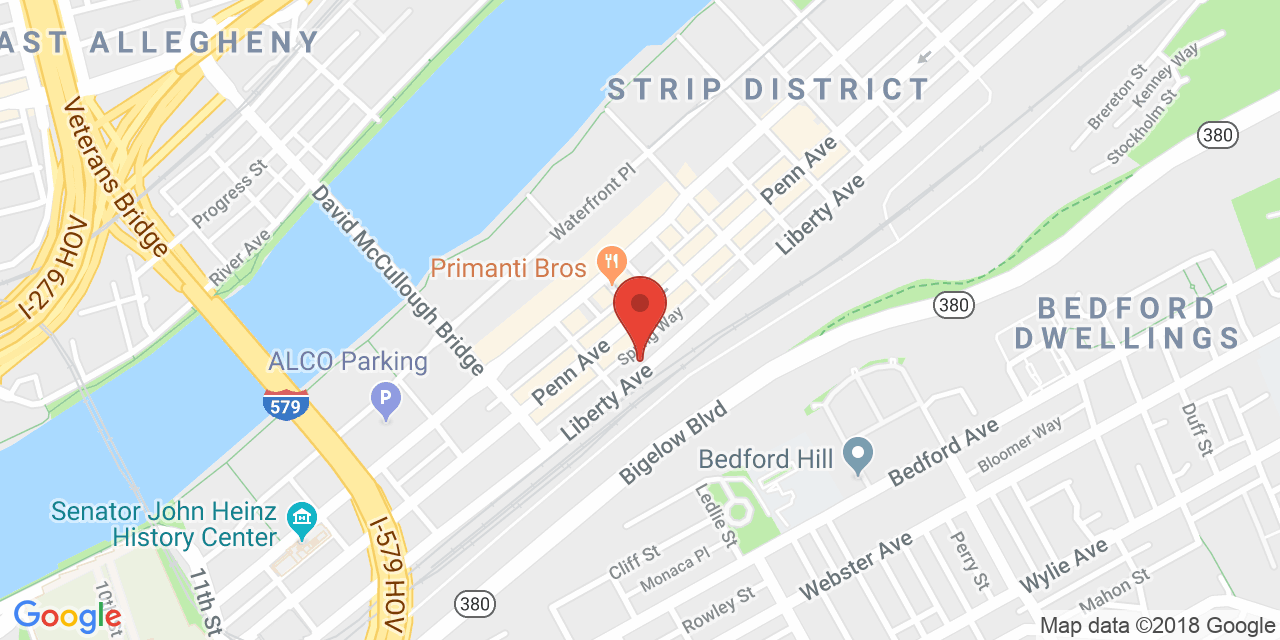 AST ALLEGHENY
STRIP DISTRICT
Brereton St
Kenney Way
Stockholm St
380
Veterans Bridge
Progress St
River Ave
I-279 HOV
David McCullough Bridge
Waterfront Pl
Penn Ave
Liberty Ave
Primanti Bros
380
BEDFORD
DWELLINGS
Spring Way
ALCO Parking
P
579
Penn Ave
Liberty Ave
Bigelow Blvd
Bedford Hill
Bedford Ave
Bloomer Way
Duff St
Senator John Heinz
History Center
I-579 HOV
Ledlie St
Cliff St
Monaca Pl
Webster Ave
Perry St
Wylie Ave
Mahon St
Rowley St
380
11th St
10th St
Google
Map data ©2018 Google